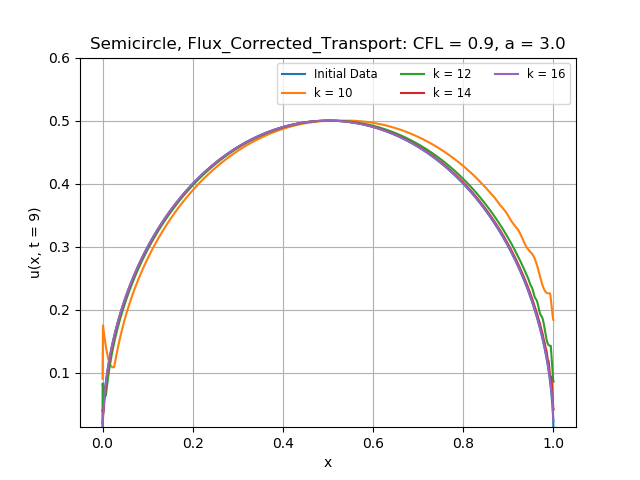 Semicircle, Flux_Corrected_Transport: CFL = 0.9, a = 3.0
Initial Data
k = 10
k = 12
k = 14
k = 16
u(x, t = 9)
0.6
0.5
0.4
0.3
0.2
0.1
0.0 0.2 0.4 0.6 0.8 1.0
x